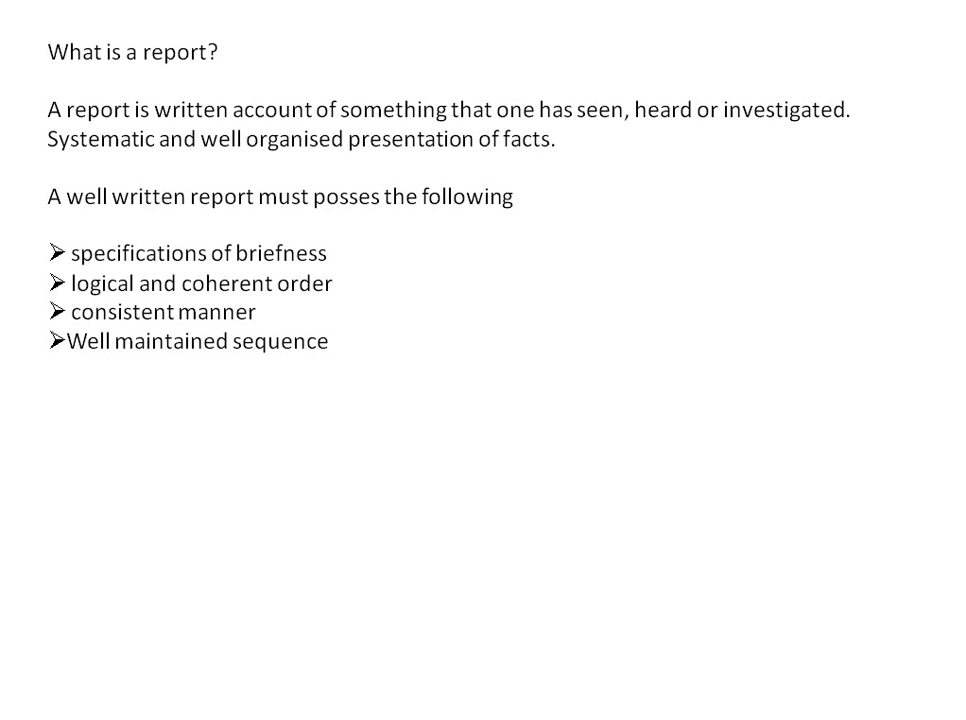 What is a report?
A report is written account of something that one has seen, heard or investigated.
Systematic and well organised presentation of facts.
A well written report must posses the following
➢ specifications of briefness
➢ logical and coherent order
➢ consistent manner
➢Well maintained sequence